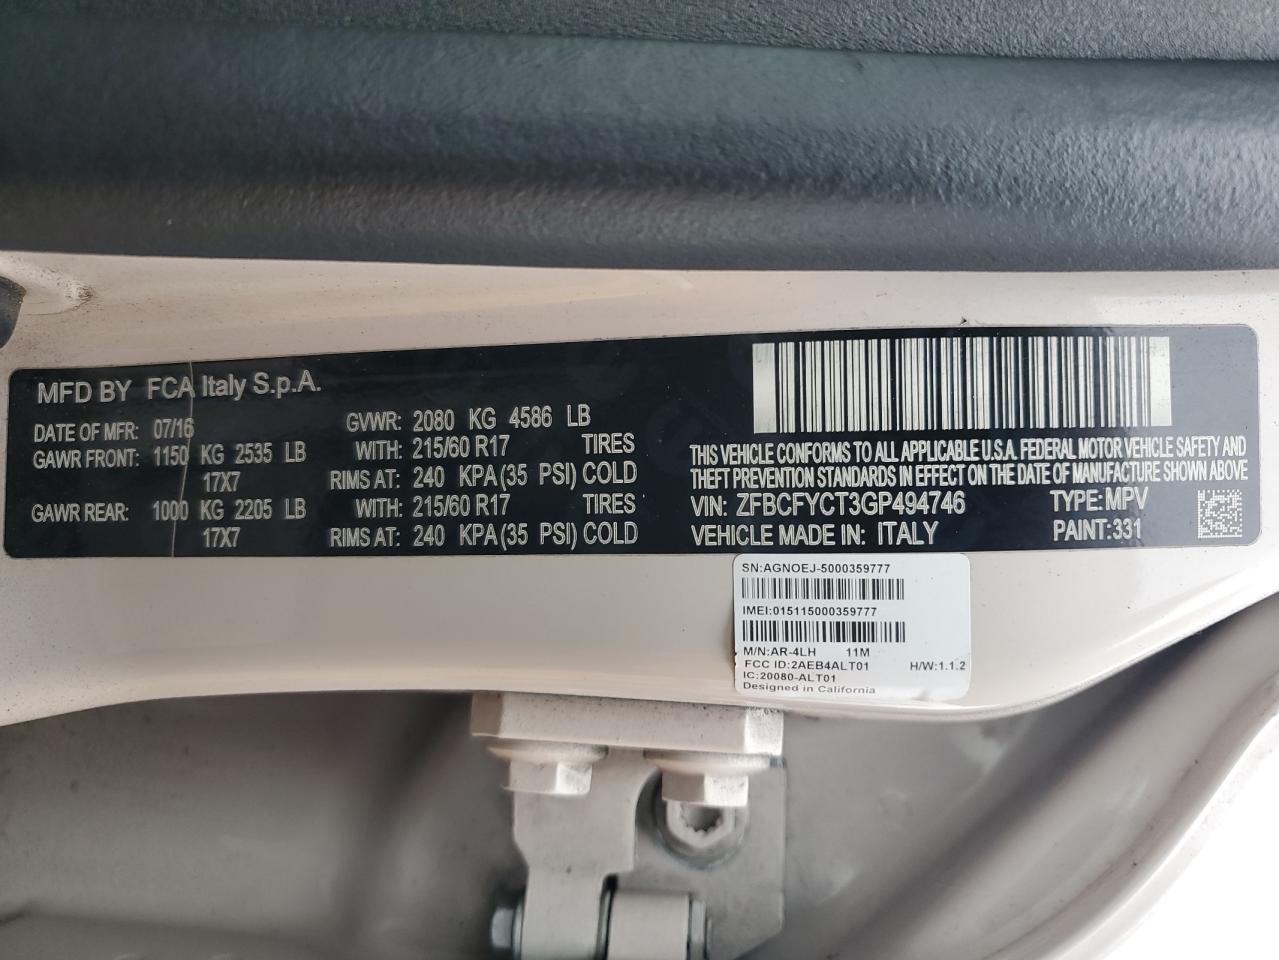 MFD BY FCA Italy S.p.A.
DATE OF MFR: 07/16 GVWR: 2080 KG 4586 LB
GAWR FRONT: 1150 KG 2535 LB WITH: 215/60 R17 TIRES
17X7 RIMS AT: 240 KPA(35 PSI) COLD
GAWR REAR: 1000 KG 2205 LB WITH: 215/60 R17 TIRES
17X7 RIMS AT: 240 KPA(35 PSI) COLD
THIS VEHICLE CONFORMS TO ALL APPLICABLE U.S.A. FEDERAL MOTOR VEHICLE SAFETY AND
THEFT PREVENTION STANDARDS IN EFFECT ON THE DATE OF MANUFACTURE SHOWN ABOVE
VIN: ZFBCFYCT3GP494746 TYPE:MPV
VEHICLE MADE IN: ITALY PAINT:331
SN:AGNOEJ-5000359777
IMEI:015115000359777
M/N:AR-4LH 11M
FCC ID:2AEB4ALT01 H/W:1.1.2
IC:20080-ALT01
Designed in California